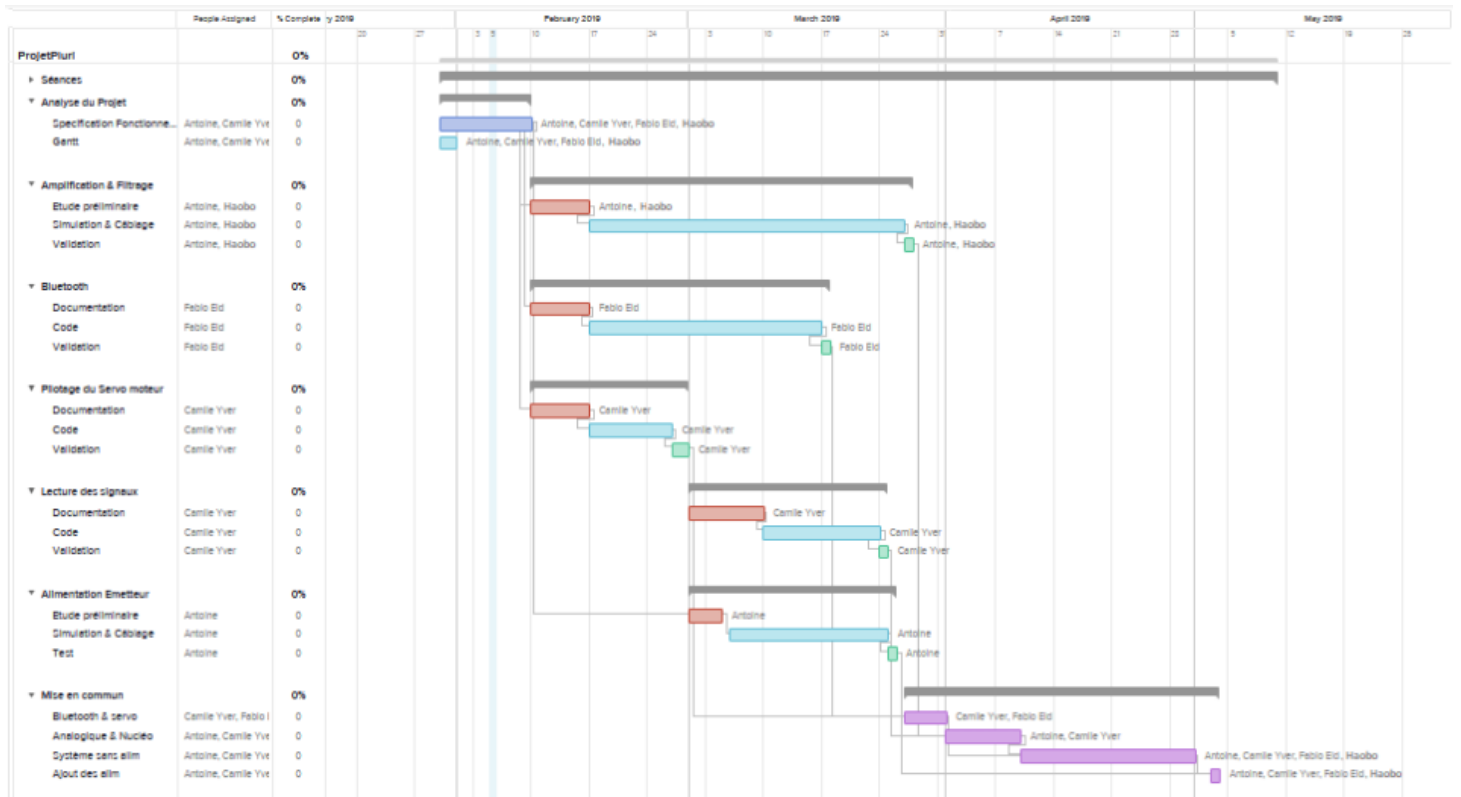 People Assigned % Complete y 2019 February 2019 March 2019 April 2019 May 2019
20 27 3 5 10 17 24 3 10 17 24 31 7 14 21 28 5 12 19 26
ProjetPluri 0%
Séances 0%
Analyse du Projet 0%
Specification Fonctionne... Antoine, Camile Yve 0 Antoine, Camile Yver, Fabio Eid, Haobo
Gantt Antoine, Camile Yve 0 Antoine, Camile Yver, Fabio Eid, Haobo
Amplification & Filtrage 0%
Etude préliminaire Antoine, Haobo 0 Antoine, Haobo
Simulation & Câblage Antoine, Haobo 0 Antoine, Haobo
Validation Antoine, Haobo 0 Antoine, Haobo
Bluetooth 0%
Documentation Fabio Eid 0 Fabio Eid
Code Fabio Eid 0 Fabio Eid
Validation Fabio Eid 0 Fabio Eid
Pilotage du Servo moteur 0%
Documentation Camile Yver 0 Camile Yver
Code Camile Yver 0 Camile Yver
Validation Camile Yver 0 Camile Yver
Lecture des signaux 0%
Documentation Camile Yver 0 Camile Yver
Code Camile Yver 0 Camile Yver
Validation Camile Yver 0 Camile Yver
Alimentation Emetteur 0%
Etude préliminaire Antoine 0 Antoine
Simulation & Câblage Antoine 0 Antoine
Test Antoine 0 Antoine
Mise en commun 0%
Bluetooth & servo Camile Yver, Fabio I 0 Camile Yver, Fabio Eid
Analogique & Nucléo Antoine, Camile Yve 0 Antoine, Camile Yver
Système sans alim Antoine, Camile Yve 0 Antoine, Camile Yver, Fabio Eid, Haobo
Ajout des alim Antoine, Camile Yve 0 Antoine, Camile Yver, Fabio Eid, Haobo